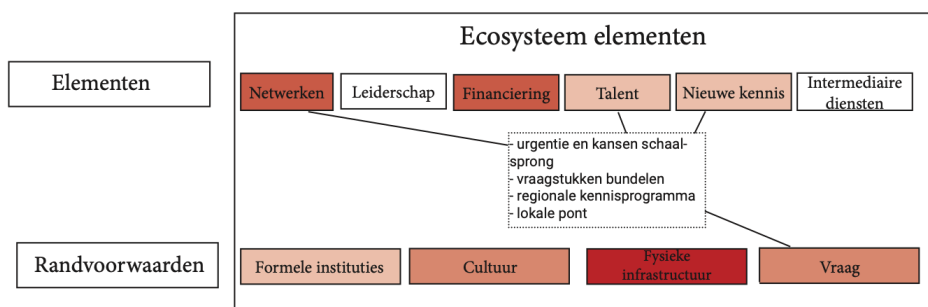 Ecosysteem elementen
Elementen
Netwerken
Leiderschap
Financiering
Talent
Nieuwe kennis
Intermediaire
diensten
- urgentie en kansen schaal-
sprong
- vraagstukken bundelen
- regionale kennisprogramma
- lokale pont
Randvoorwaarden
Formele instituties
Cultuur
Fysieke
infrastructuur
Vraag